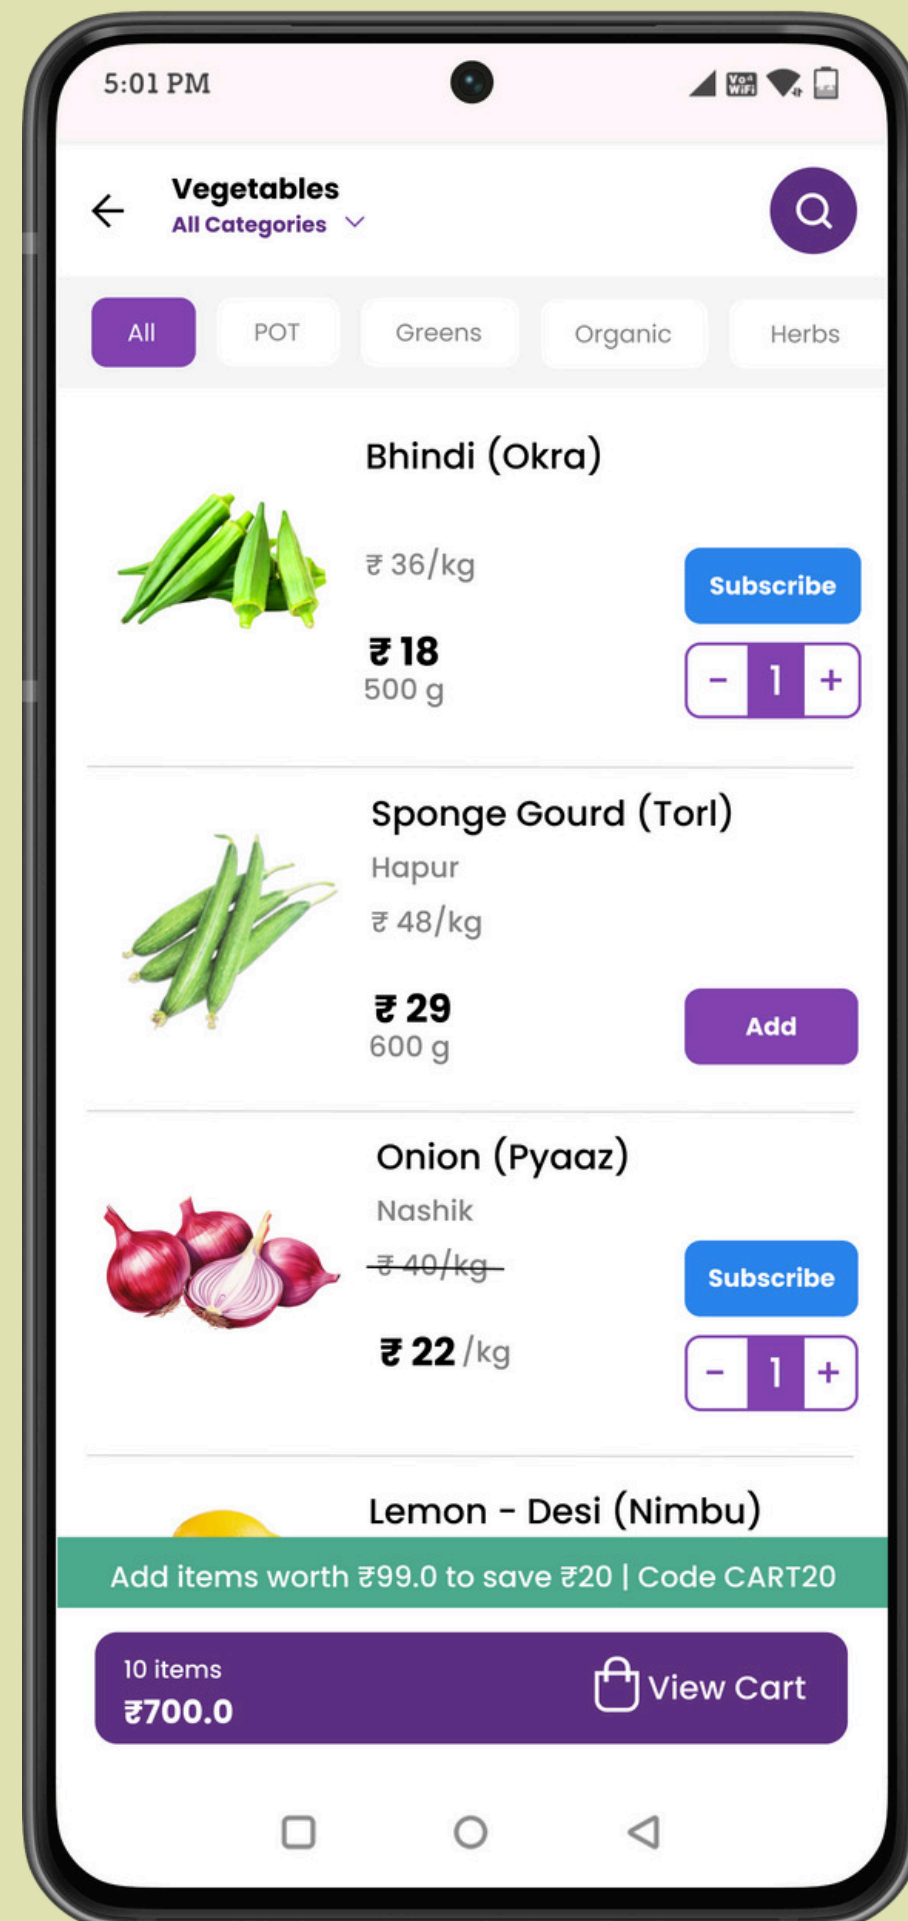 5:01 PM
Vo
WiFi
Vegetables
All Categories
All
POT
Greens
Organic
Herbs
Bhindi (Okra)
₹ 36/kg
Subscribe
₹ 18
500 g
- 1 +
Sponge Gourd (Torl)
Hapur
₹ 48/kg
₹ 29
600 g
Add
Onion (Pyaaz)
Nashik
₹ 40/kg
Subscribe
₹ 22 /kg
- 1 +
Lemon - Desi (Nimbu)
Add items worth ₹99.0 to save ₹20 | Code CART20
10 items
₹700.0
View Cart